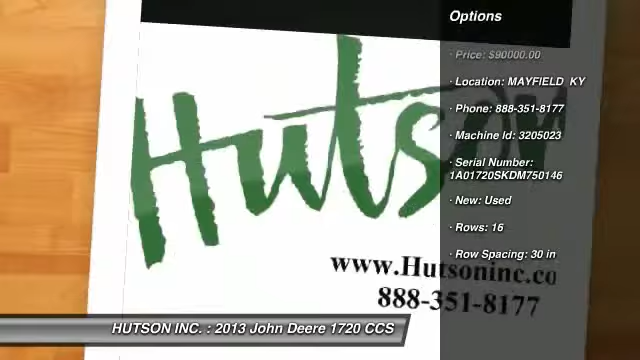 Options
· Price: $90000.00
· Location: MAYFIELD KY
· Phone: 888-351-8177
· Machine Id: 3205023
· Serial Number:
1A01720SKDM750146
· New: Used
· Rows: 16
· Row Spacing: 30 in
Hutson
www.Hutsoninc.co
888-351-8177
HUTSON INC. : 2013 John Deere 1720 CCS